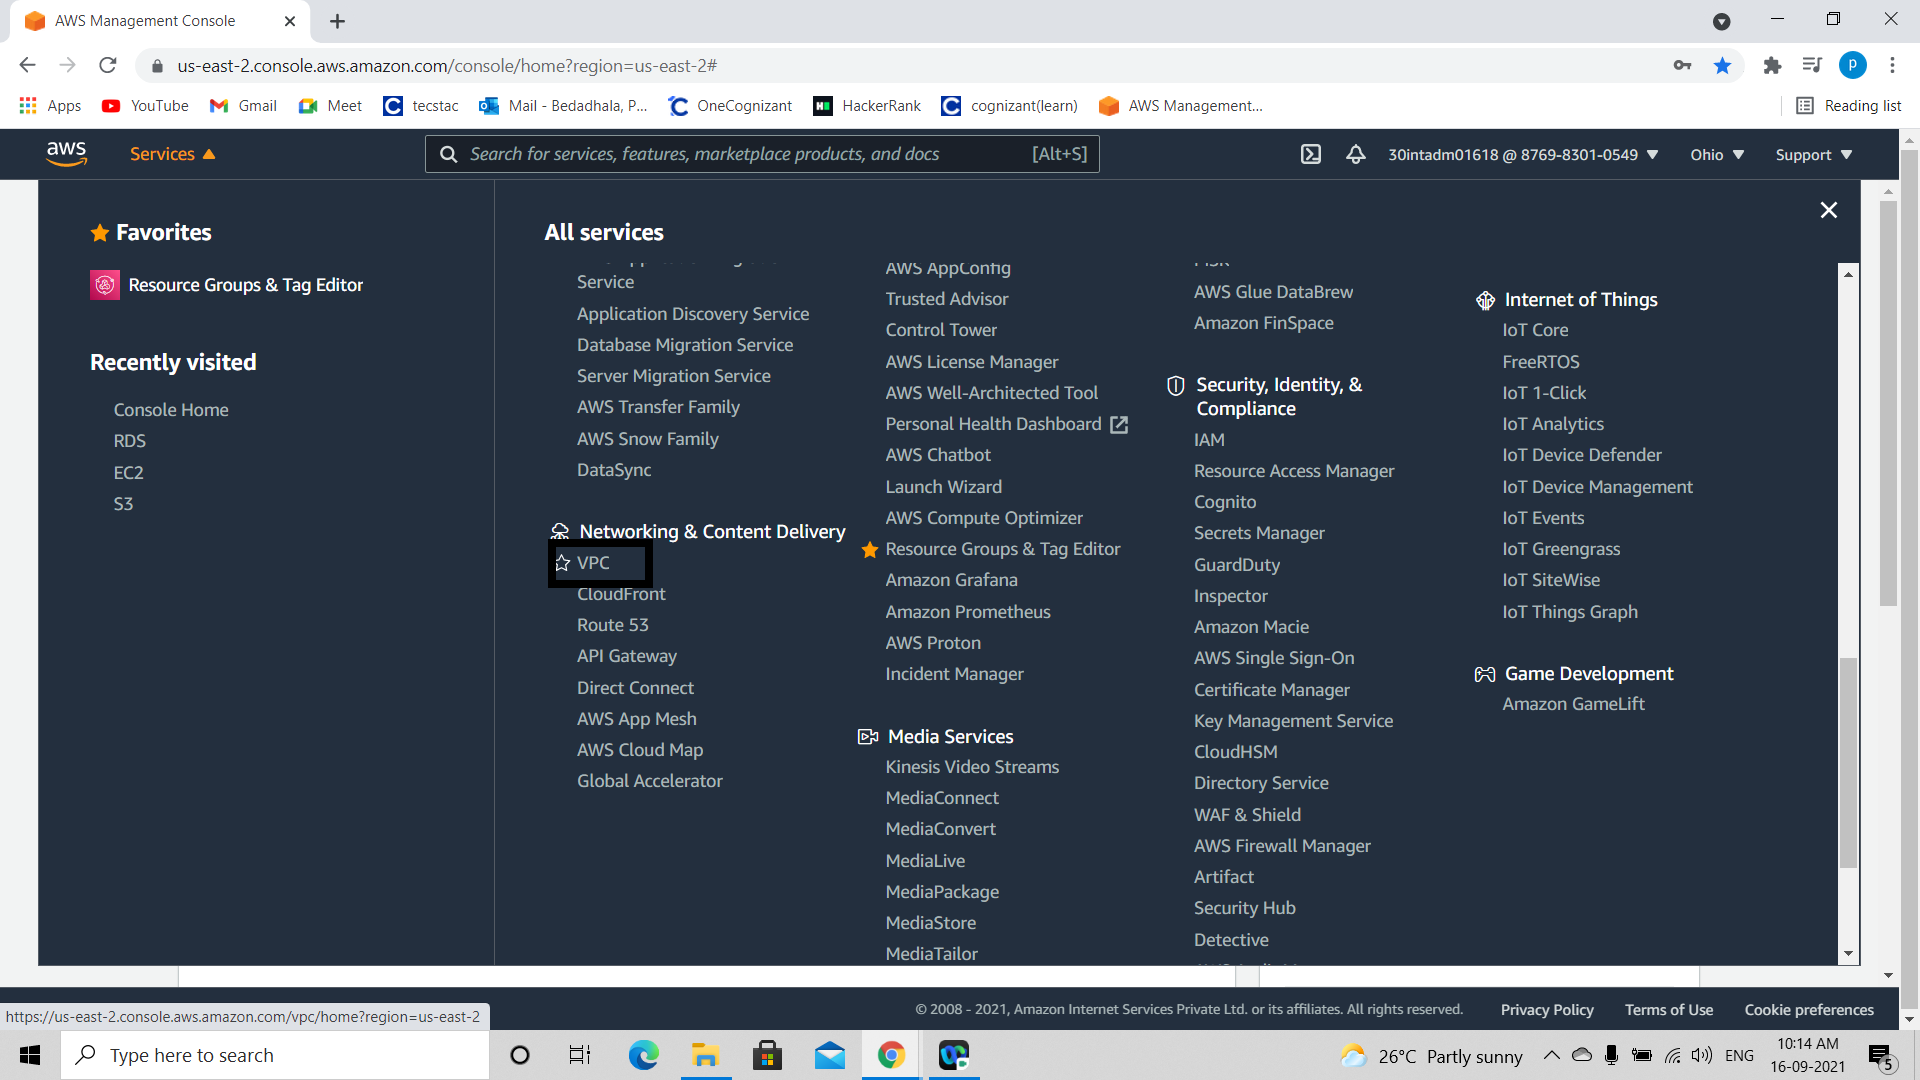 AWS Management Console
us-east-2.console.aws.amazon.com/console/home?region=us-east-2#
p
Apps YouTube Gmail Meet tecstac Mail - Bedadhala, P... OneCognizant HackerRank cognizant(learn) AWS Management... Reading list
aws Services Search for services, features, marketplace products, and docs [Alt+S] 30intadm01618 @ 8769-8301-0549 Ohio Support
Favorites
Resource Groups & Tag Editor
Recently visited
Console Home
RDS
EC2
S3
All services
Service
Application Discovery Service
Database Migration Service
Server Migration Service
AWS Transfer Family
AWS Snow Family
DataSync
Networking & Content Delivery
VPC
CloudFront
Route 53
API Gateway
Direct Connect
AWS App Mesh
AWS Cloud Map
Global Accelerator
AWS AppConfig
Trusted Advisor
Control Tower
AWS License Manager
AWS Well-Architected Tool
Personal Health Dashboard
AWS Chatbot
Launch Wizard
AWS Compute Optimizer
Resource Groups & Tag Editor
Amazon Grafana
Amazon Prometheus
AWS Proton
Incident Manager
Media Services
Kinesis Video Streams
MediaConnect
MediaConvert
MediaLive
MediaPackage
MediaStore
MediaTailor
AWS Glue DataBrew
Amazon FinSpace
Security, Identity, &
Compliance
IAM
Resource Access Manager
Cognito
Secrets Manager
GuardDuty
Inspector
Amazon Macie
AWS Single Sign-On
Certificate Manager
Key Management Service
CloudHSM
Directory Service
WAF & Shield
AWS Firewall Manager
Artifact
Security Hub
Detective
Internet of Things
IoT Core
FreeRTOS
IoT 1-Click
IoT Analytics
IoT Device Defender
IoT Device Management
IoT Events
IoT Greengrass
IoT SiteWise
IoT Things Graph
Game Development
Amazon GameLift
© 2008 - 2021, Amazon Internet Services Private Ltd. or its affiliates. All rights reserved. Privacy Policy Terms of Use Cookie preferences
https://us-east-2.console.aws.amazon.com/vpc/home?region=us-east-2
Type here to search
26°C Partly sunny
ENG
10:14 AM
16-09-2021
5